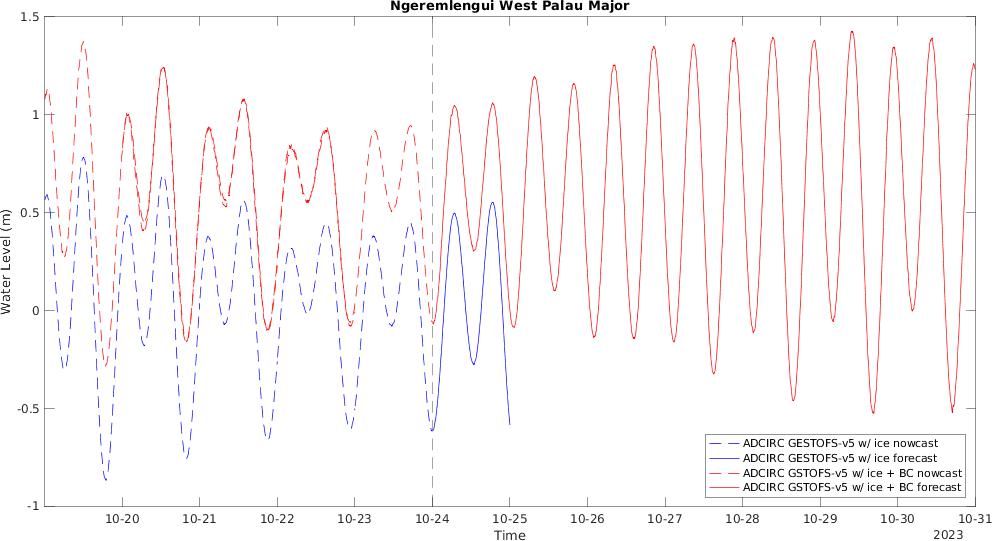 Ngeremlengui West Palau Major
1.5
1
0.5
0
-0.5
-1
Water Level (m)
ADCIRC GESTOFS-v5 w/ ice nowcast
ADCIRC GESTOFS-v5 w/ ice forecast
ADCIRC GSTOFS-v5 w/ ice + BC nowcast
ADCIRC GSTOFS-v5 w/ ice + BC forecast
10-20 10-21 10-22 10-23 10-24 10-25 10-26 10-27 10-28 10-29 10-30 10-31
Time
2023